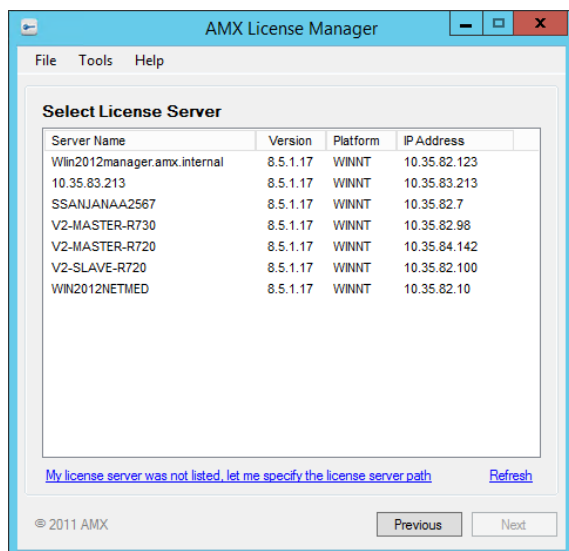 AMX License Manager
File Tools Help
Select License Server
Server Name Version Platform IP Address
Wlin2012manager.amx.internal 8.5.1.17 WINNT 10.35.82.123
10.35.83.213 8.5.1.17 WINNT 10.35.83.213
SSANJANAA2567 8.5.1.17 WINNT 10.35.82.7
V2-MASTER-R730 8.5.1.17 WINNT 10.35.82.98
V2-MASTER-R720 8.5.1.17 WINNT 10.35.84.142
V2-SLAVE-R720 8.5.1.17 WINNT 10.35.82.100
WIN2012NETMED 8.5.1.17 WINNT 10.35.82.10
My license server was not listed, let me specify the license server path Refresh
© 2011 AMX Previous Next